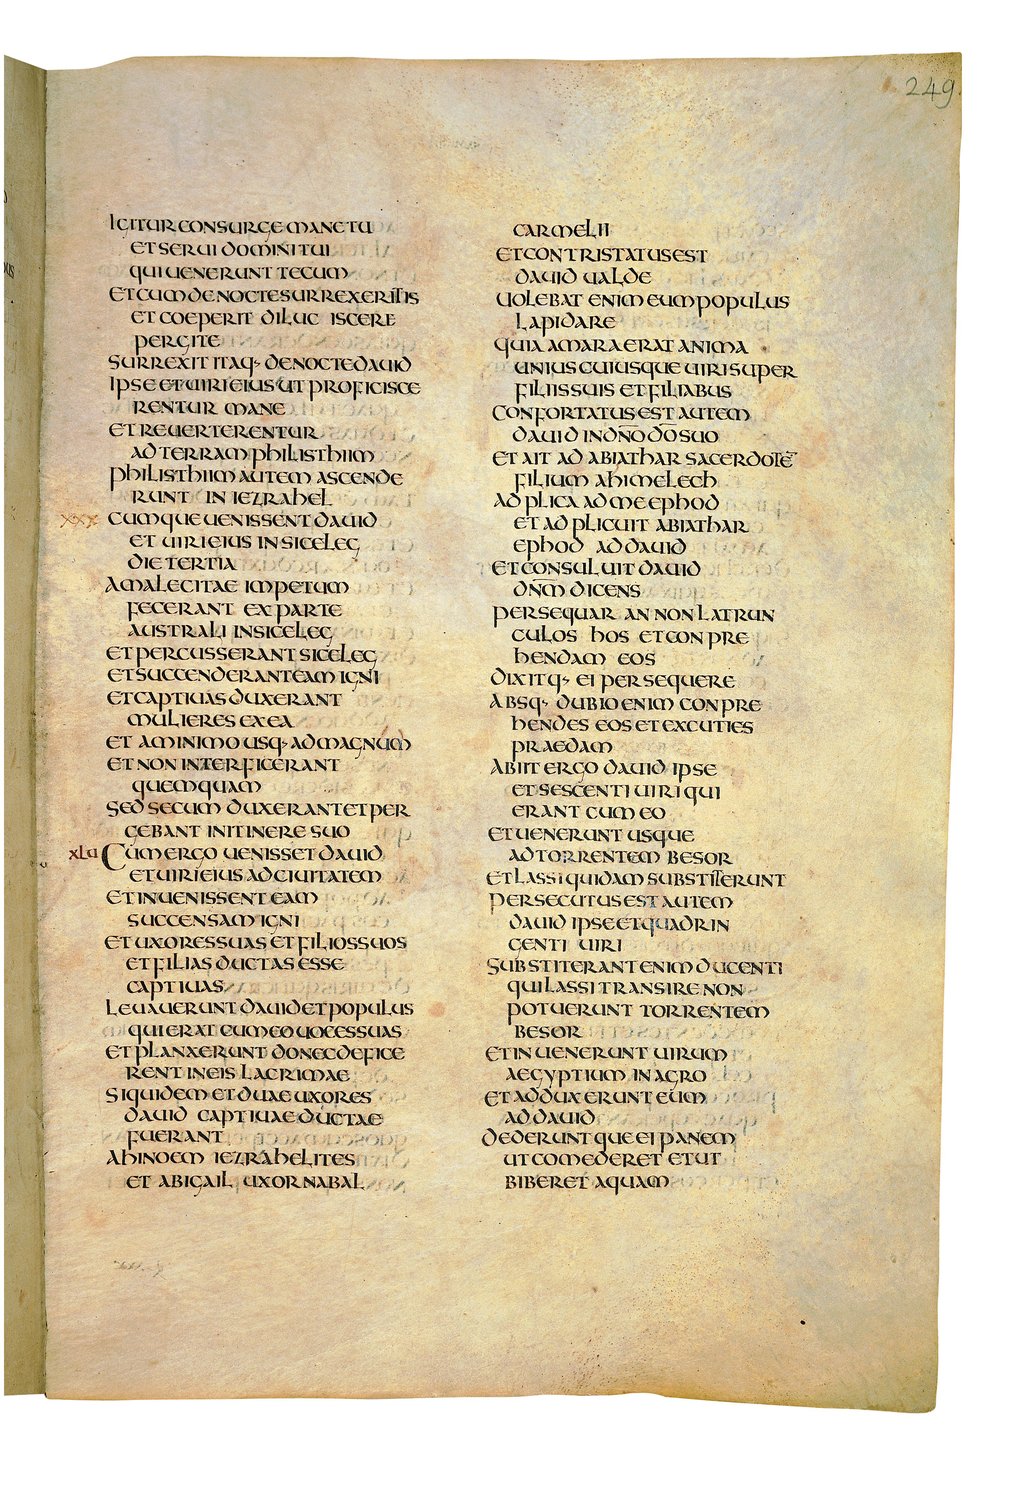 249
IGITUR CONSURGE MANE TU
ET SERUI DOMINI TUI
QUI UENERUNT TECUM
ET CUM DE NOCTE SURREXERITIS
ET COEPERIT DILUC ISCERE
PERGITE
SURREXIT ITAQ· DE NOCTE DAUID
IPSE ET UIRI EIUS UT PROFICISCE
RENTUR MANE
ET REUERTERENTUR
AD TERRAM PHILISTHIIM
PHILISTHIIM AUTEM ASCENDE
RUNT IN IEZRAHEL
XXX CUMQUE UENISSENT DAUID
ET UIRI EIUS IN SICELEG
DIE TERTIA
AMALECITAE IMPETUM
FECERANT EX PARTE
AUSTRALI IN SICELEG
ET PERCUSSERANT SICELEG
ET SUCCENDERANT EAM IGNI
ET CAPTIUAS DUXERANT
MULIERES EX EA
ET A MINIMO USQ· AD MAGNUM
ET NON INTERFICERANT
QUEMQUAM
SED SECUM DUXERANT ET PER
GEBANT IN ITINERE SUO
XLU CUM ERGO UENISSET DAUID
ET UIRI EIUS AD CIUITATEM
ET INUENISSENT EAM
SUCCENSAM IGNI
ET UXORES SUAS ET FILIOS SUOS
ET FILIAS DUCTAS ESSE
CAPTIUAS
LEUAUERUNT DAUID ET POPULUS
QUI ERAT CUM EO UOCES SUAS
ET PLANXERUNT DONEC DEFICE
RENT IN EIS LACRIMAE
SIQUIDEM ET DUAE UXORES
DAUID CAPTIUAE DUCTAE
FUERANT
AHINOEM IEZRAHELITES
ET ABIGAIL UXOR NABAL
CARMELII
ET CONTRISTATUS EST
DAUID UALDE
UOLEBAT ENIM EUM POPULUS
LAPIDARE
QUIA AMARA ERAT ANIMA
UNIUSCUIUSQUE UIRI SUPER
FILIIS SUIS ET FILIABUS
CONFORTATUS EST AUTEM
DAUID IN DN̄O DŌ SUO
ET AIT AD ABIATHAR SACERDOTĒ
FILIUM AHIMELECH
ADPLICA AD ME EPHOD
ET ADPLICUIT ABIATHAR
EPHOD AD DAUID
ET CONSULUIT DAUID
DN̄M DICENS
PERSEQUAR AN NON LATRUN
CULOS HOS ET CONPRE
HENDAM EOS
DIXITQ· EI PERSEQUERE
ABSQ· DUBIO ENIM CONPRE
HENDES EOS ET EXCUTIES
PRAEDAM
ABIIT ERGO DAUID IPSE
ET SESCENTI UIRI QUI
ERANT CUM EO
ET UENERUNT USQUE
AD TORRENTEM BESOR
ET LASSI QUIDAM SUBSTITERUNT
PERSECUTUS EST AUTEM
DAUID IPSE ET QUADRIN
GENTI UIRI
SUBSTITERANT ENIM DUCENTI
QUI LASSI TRANSIRE NON
POTUERUNT TORRENTEM
BESOR
ET INUENERUNT UIRUM
AEGYPTIUM IN AGRO
ET ADDUXERUNT EUM
AD DAUID
DEDERUNTQUE EI PANEM
UT COMEDERET ET UT
BIBERET AQUAM